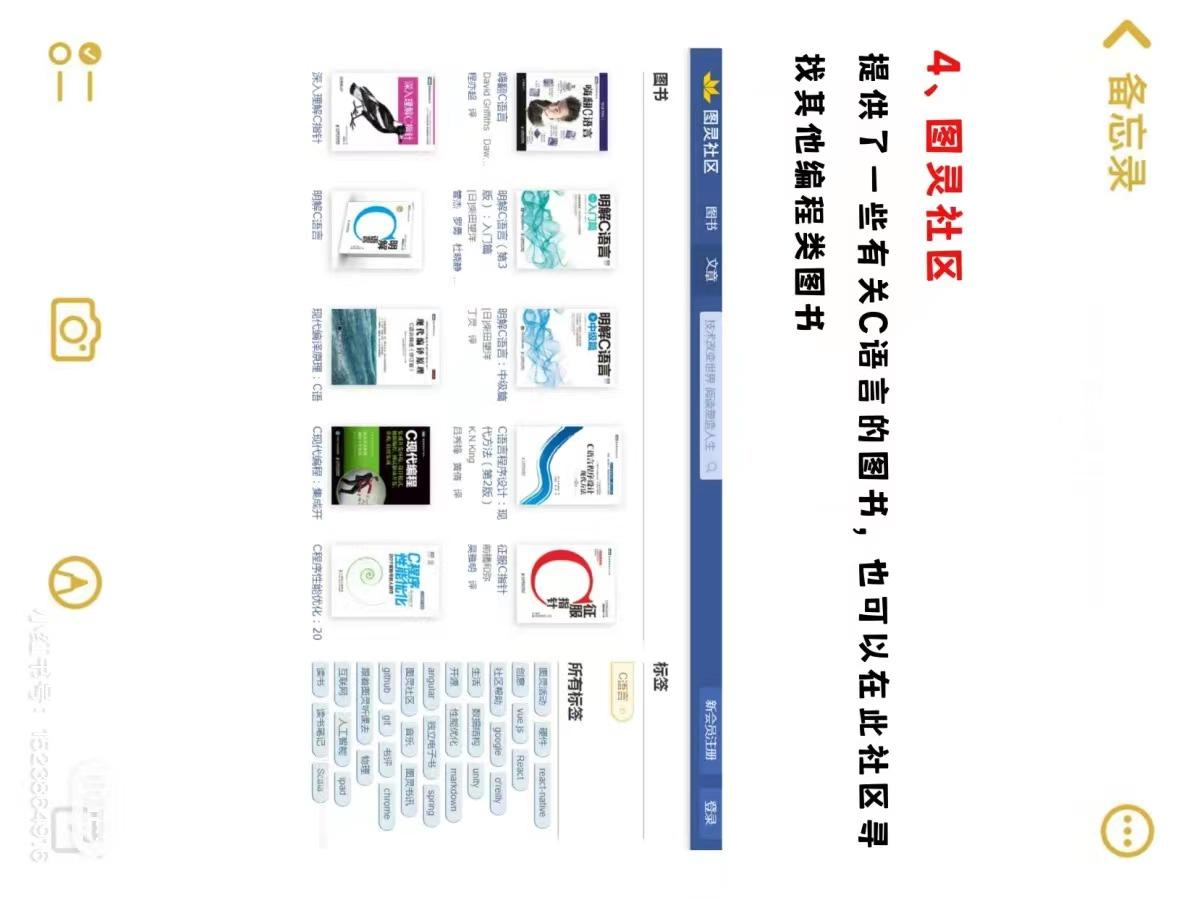 备忘录
4、图灵社区
提供了一些有关C语言的图书，也可以在此社区寻
找其他编程类图书
图灵社区 图书 文章 技术改变世界 阅读塑造人生 新会员注册 登录
图书
嗨翻C语言
David Griffiths Daw...
程亦超 译
明解C语言（第3
版）：入门篇
[日]柴田望洋
管杰 罗勇 杜晓静...
明解C语言：中级篇
[日]柴田望洋
丁灵 译
C语言程序设计：现
代方法（第2版）
K.N.King
吕秀锋 黄倩 译
征服C指针
前桥和弥
吴雅明 译
深入理解C指针
明解C语言
现代编译原理：C语
C现代编程：集成开
C程序性能优化：20
标签
C语言
所有标签
图灵活动 硬件 react-native
创意 vue.js React
社区帮助 google o'reilly
生活 数据结构 unity
开源 性能优化 markdown
angular 独立电子书 spring
图灵社区 音乐 图灵书讯
github git 书评 chrome
跟着图灵听课去 物理
互联网 人工智能 ipad
读书 读书笔记 Scala